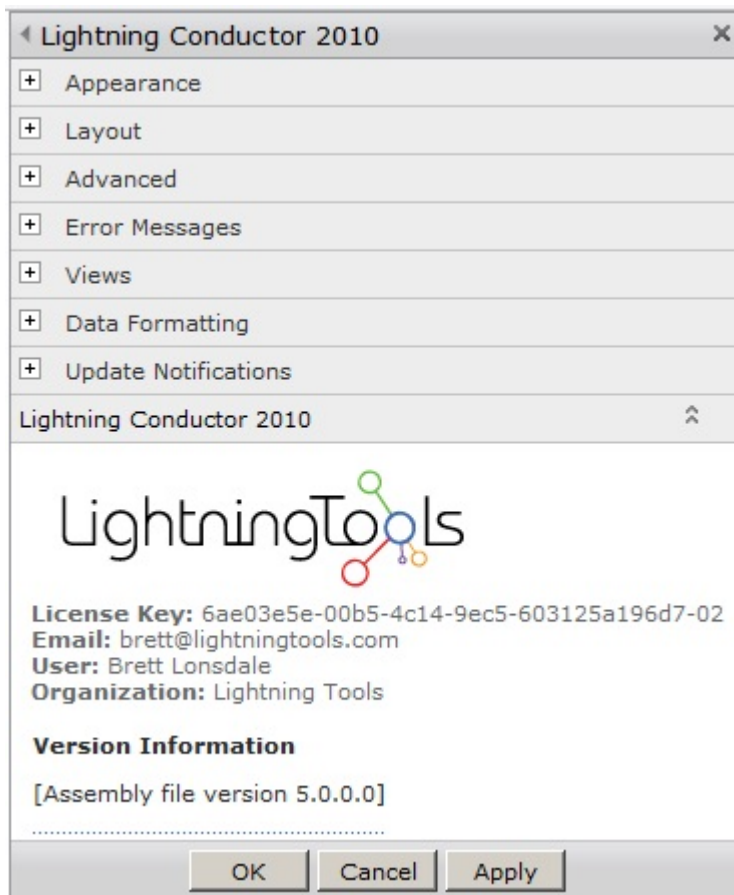 Lightning Conductor 2010
Appearance
Layout
Advanced
Error Messages
Views
Data Formatting
Update Notifications
Lightning Conductor 2010
LightningTools
License Key: 6ae03e5e-00b5-4c14-9ec5-603125a196d7-02
Email: brett@lightningtools.com
User: Brett Lonsdale
Organization: Lightning Tools
Version Information
[Assembly file version 5.0.0.0]
OK Cancel Apply